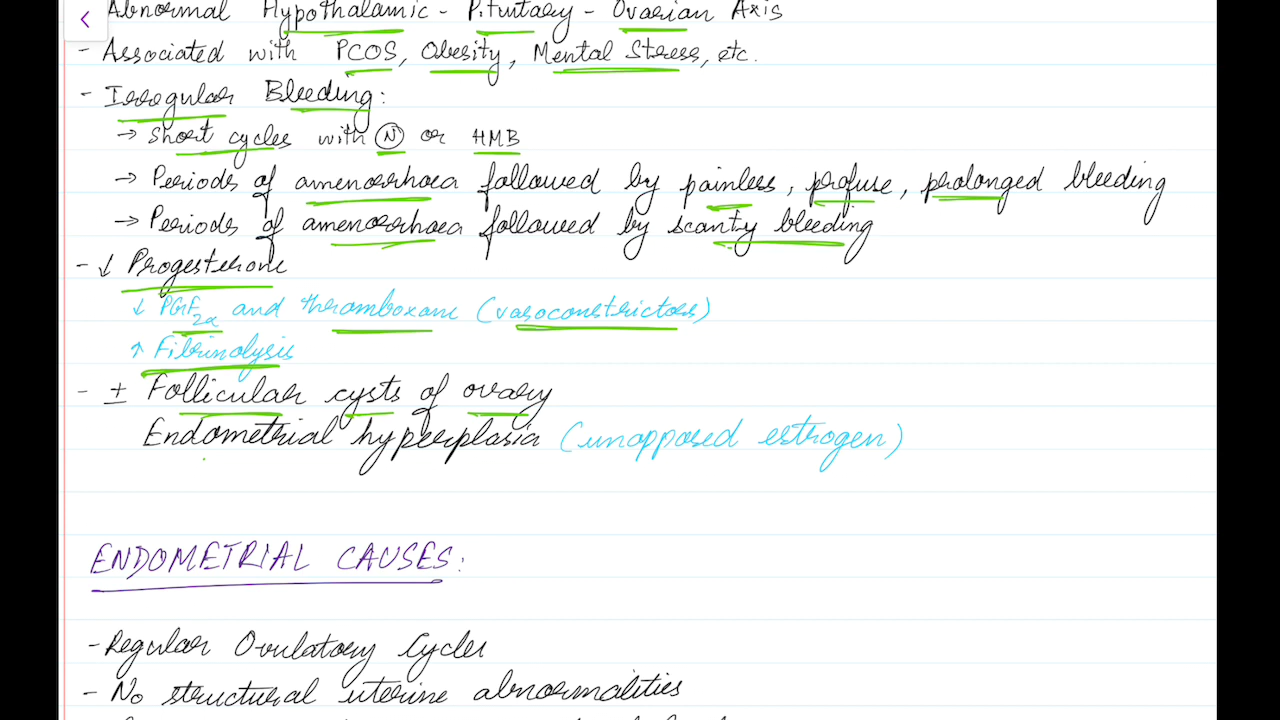 Abnormal Hypothalamic - Pituitary - Ovarian Axis
- Associated with PCOS, Obesity, Mental Stress, etc.
- Irregular Bleeding:
→ Short cycles with Ⓝ or HMB
→ Periods of amenorrhoea followed by painless, profuse, prolonged bleeding
→ Periods of amenorrhoea followed by scanty bleeding
- ↓ Progesterone
↓ PGF2α and thromboxane (vasoconstrictors)
↑ Fibrinolysis
- ± Follicular cysts of ovary
Endometrial hyperplasia (unopposed estrogen)
ENDOMETRIAL CAUSES:
- Regular Ovulatory Cycles
- No structural uterine abnormalities